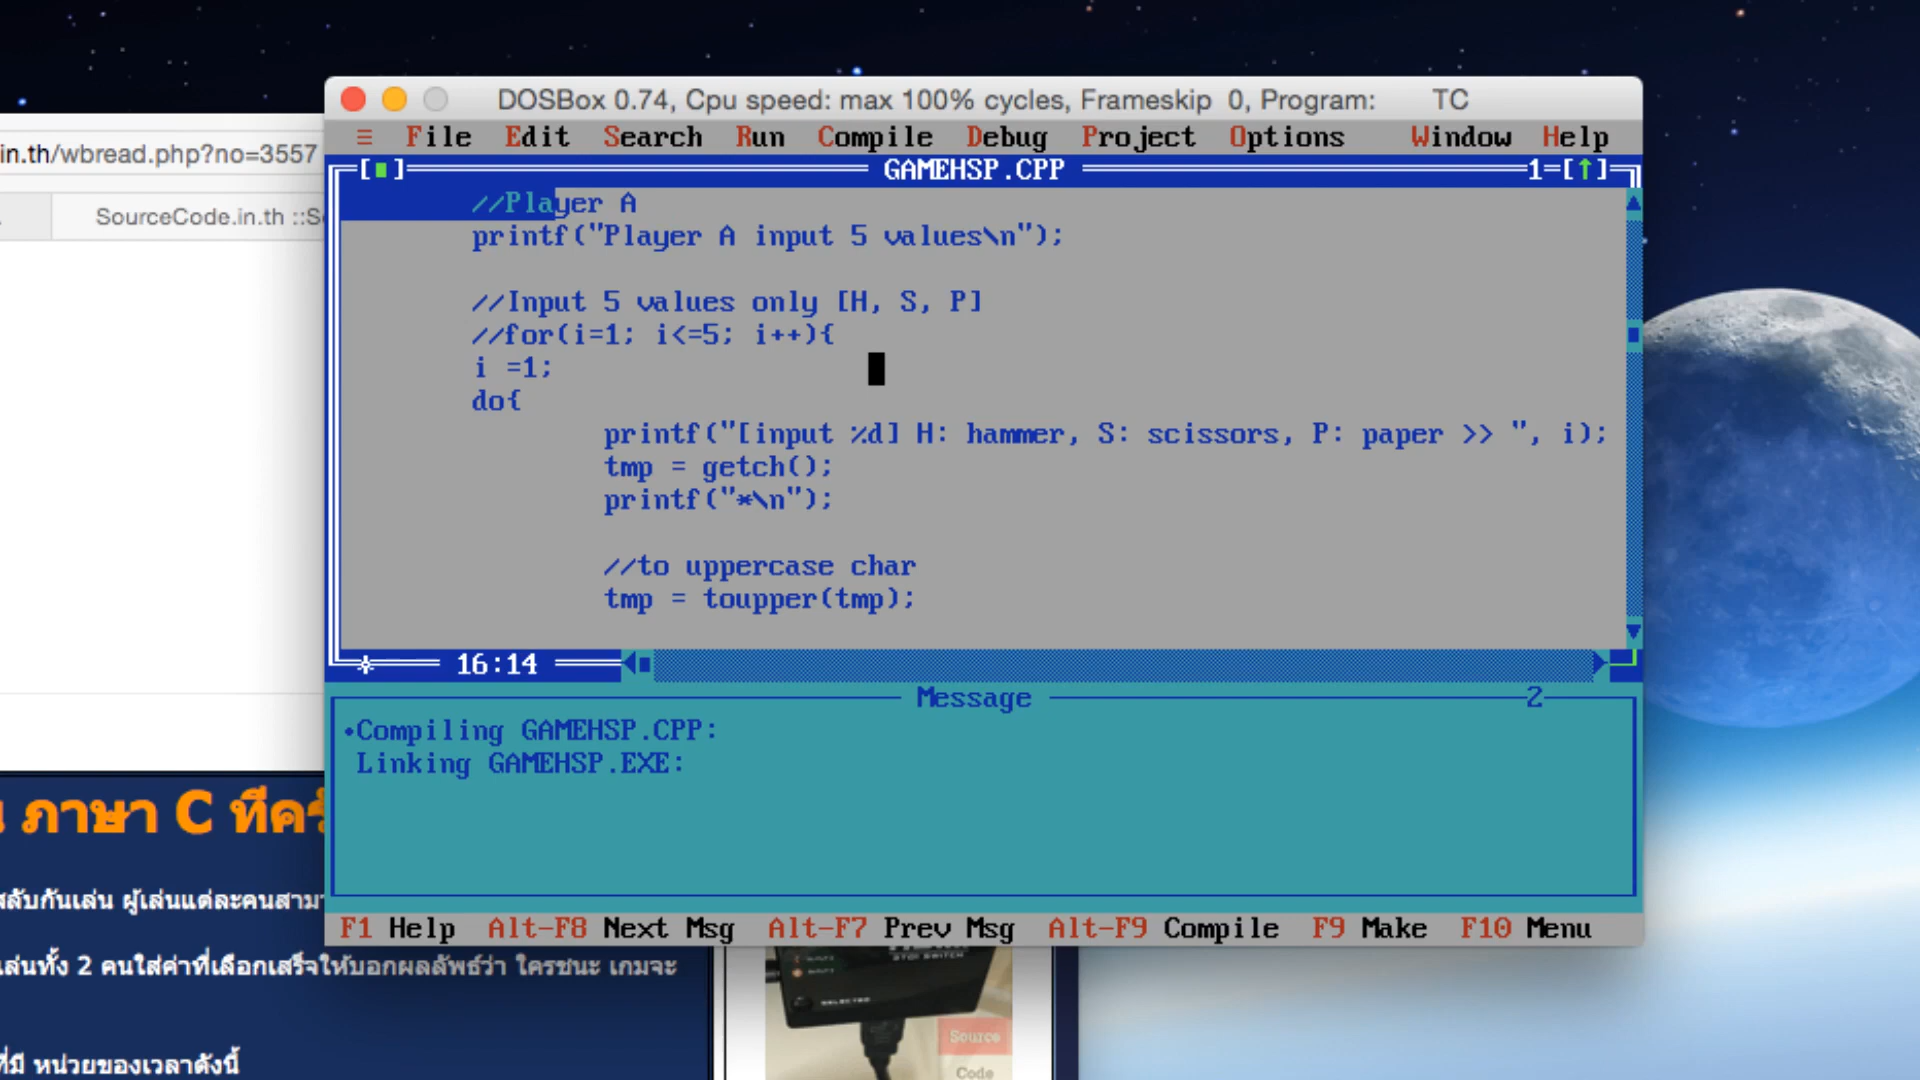 DOSBox 0.74, Cpu speed: max 100% cycles, Frameskip 0, Program: TC
≡ File Edit Search Run Compile Debug Project Options Window Help
in.th/wbread.php?no=3557
[■] GAMEHSP.CPP 1=[↑]
SourceCode.in.th ::S
//Player A
printf("Player A input 5 values\n");
//Input 5 values only [H, S, P]
//for(i=1; i<=5; i++){
i =1;
do{
printf("[input %d] H: hammer, S: scissors, P: paper >> ", i);
tmp = getch();
printf("*\n");
//to uppercase char
tmp = toupper(tmp);
16:14
Message 2
•Compiling GAMEHSP.CPP:
Linking GAMEHSP.EXE:
ภาษา C ที่คร
สลับกันเล่น ผู้เล่นแต่ละคนสามา
F1 Help Alt-F8 Next Msg Alt-F7 Prev Msg Alt-F9 Compile F9 Make F10 Menu
เล่นทั้ง 2 คนใส่ค่าที่เลือกเสร็จให้บอกผลลัพธ์ว่า ใครชนะ เกมจะ
ที่มี หน่วยของเวลาดังนี้
Source
Code